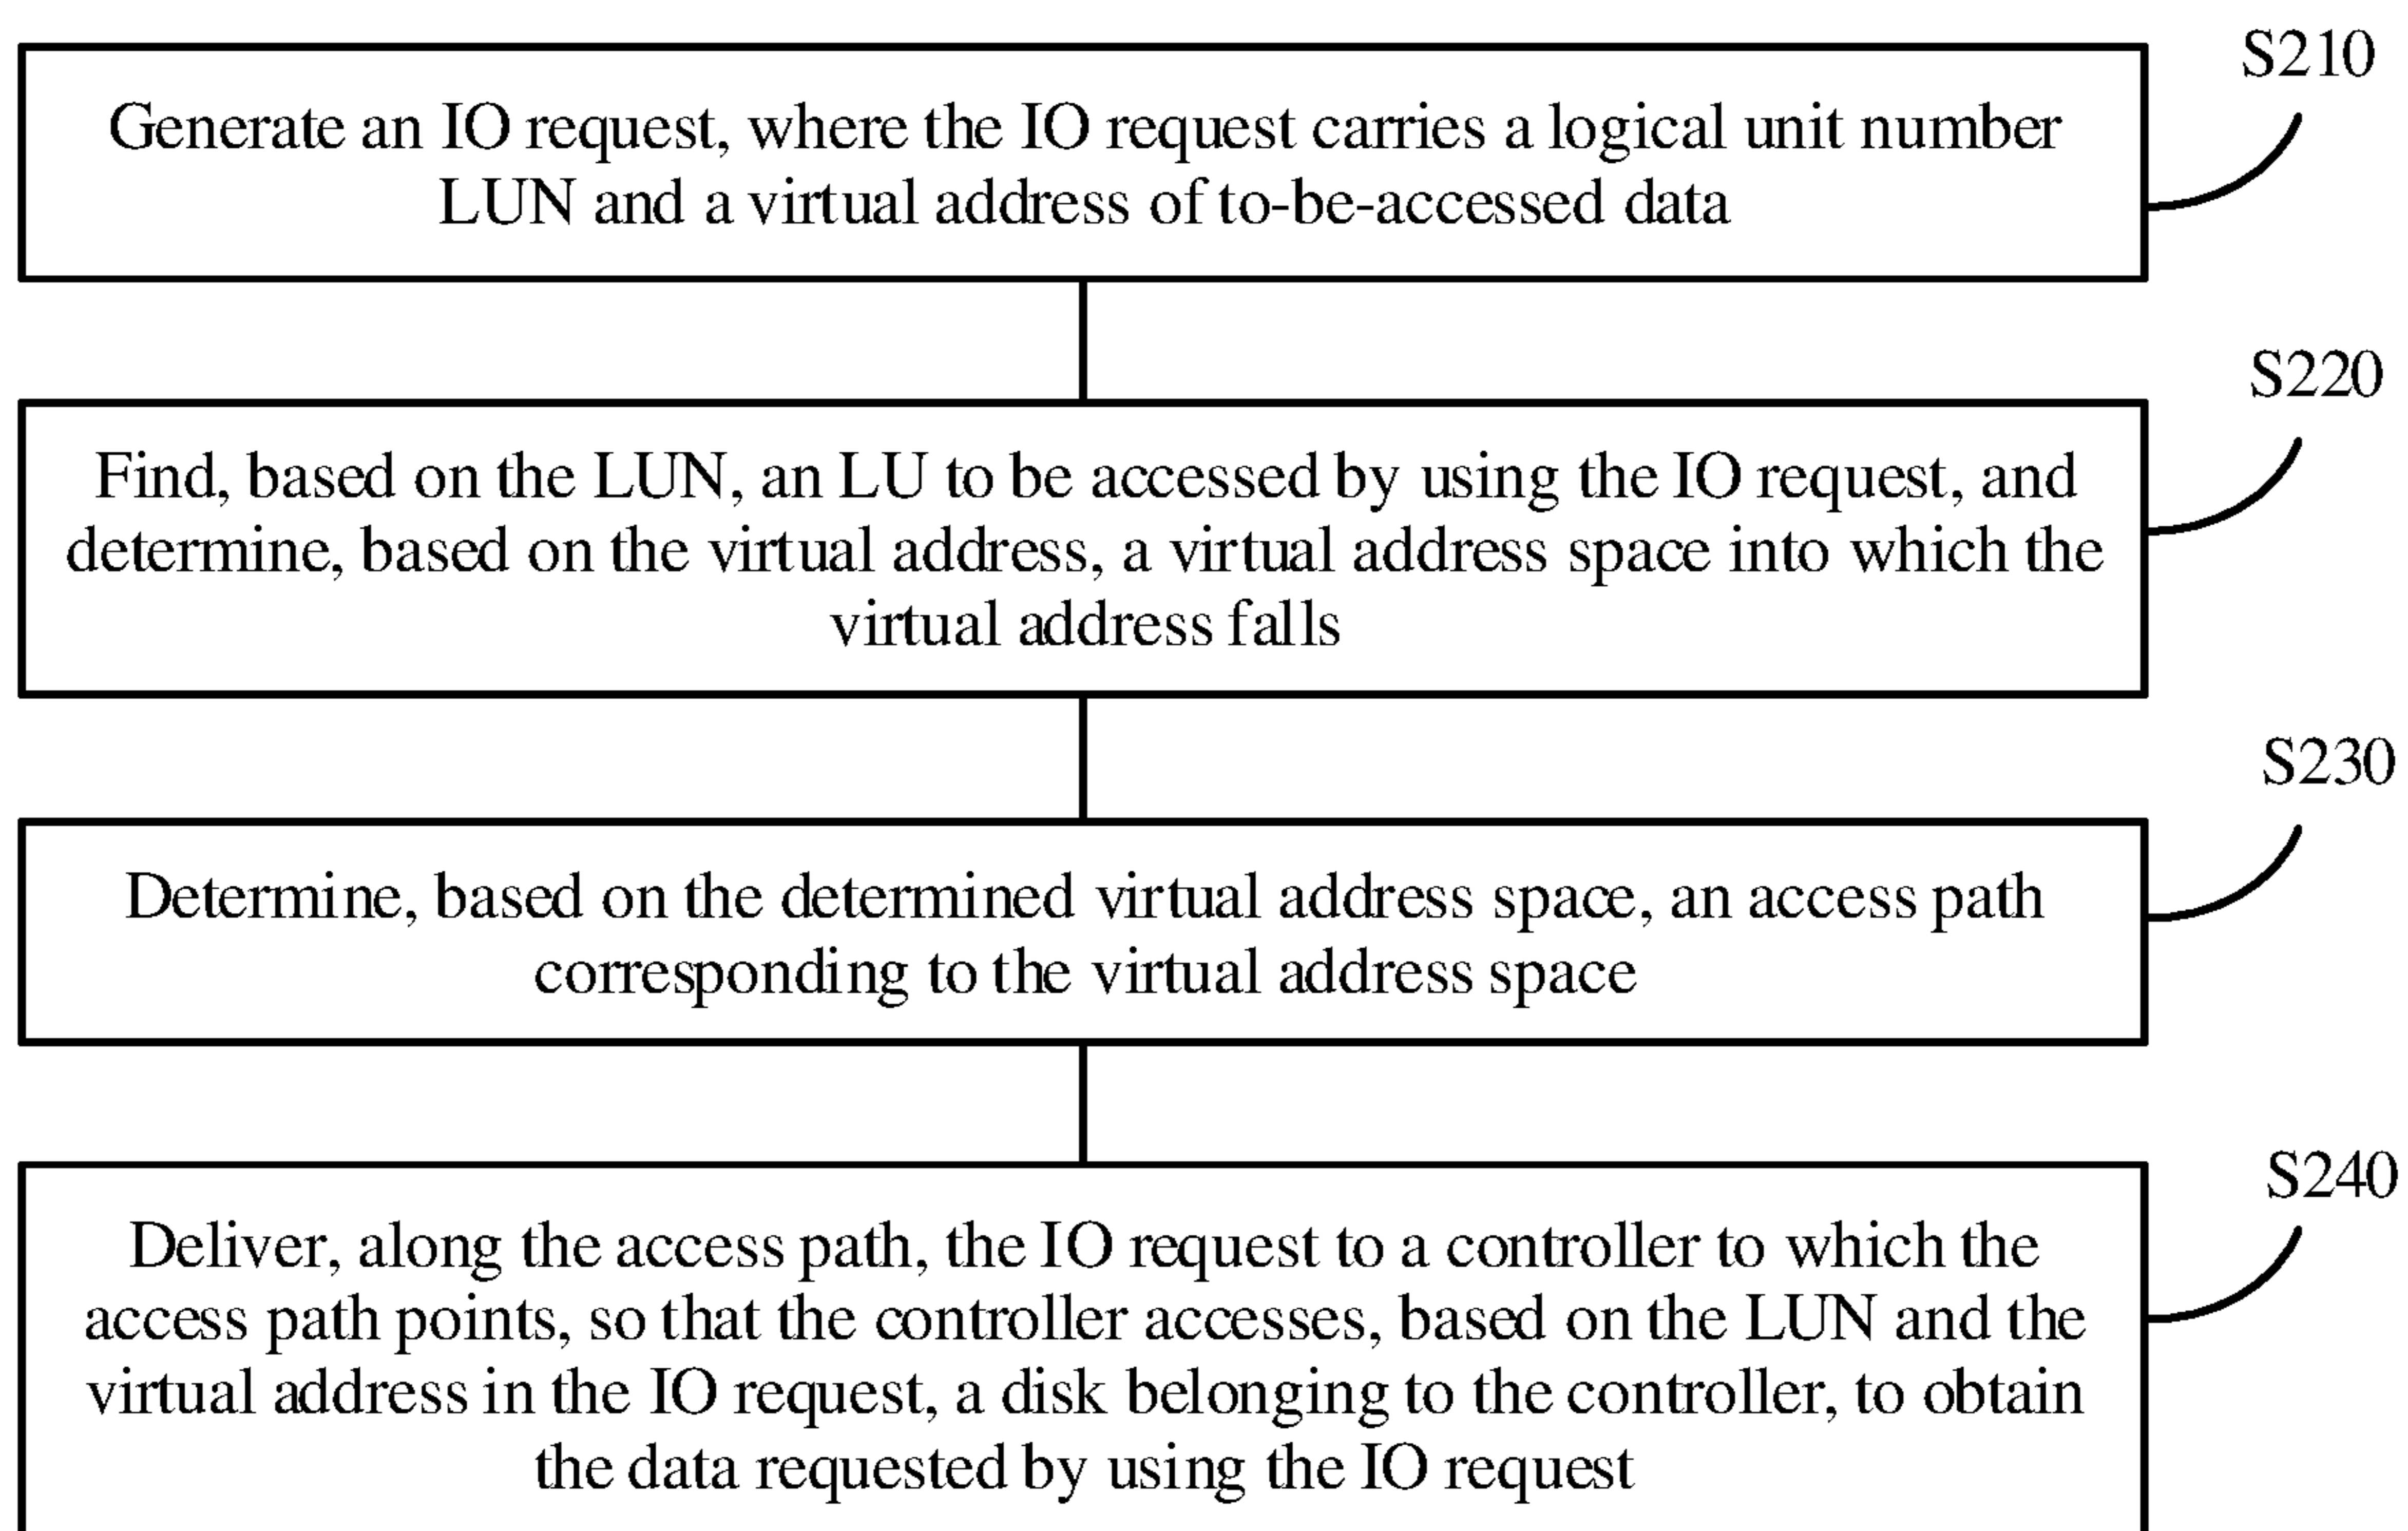 S210
Generate an IO request, where the IO request carries a logical unit number
LUN and a virtual address of to-be-accessed data
S220
Find, based on the LUN, an LU to be accessed by using the IO request, and
determine, based on the virtual address, a virtual address space into which the
virtual address falls
S230
Determine, based on the determined virtual address space, an access path
corresponding to the virtual address space
S240
Deliver, along the access path, the IO request to a controller to which the
access path points, so that the controller accesses, based on the LUN and the
virtual address in the IO request, a disk belonging to the controller, to obtain
the data requested by using the IO request